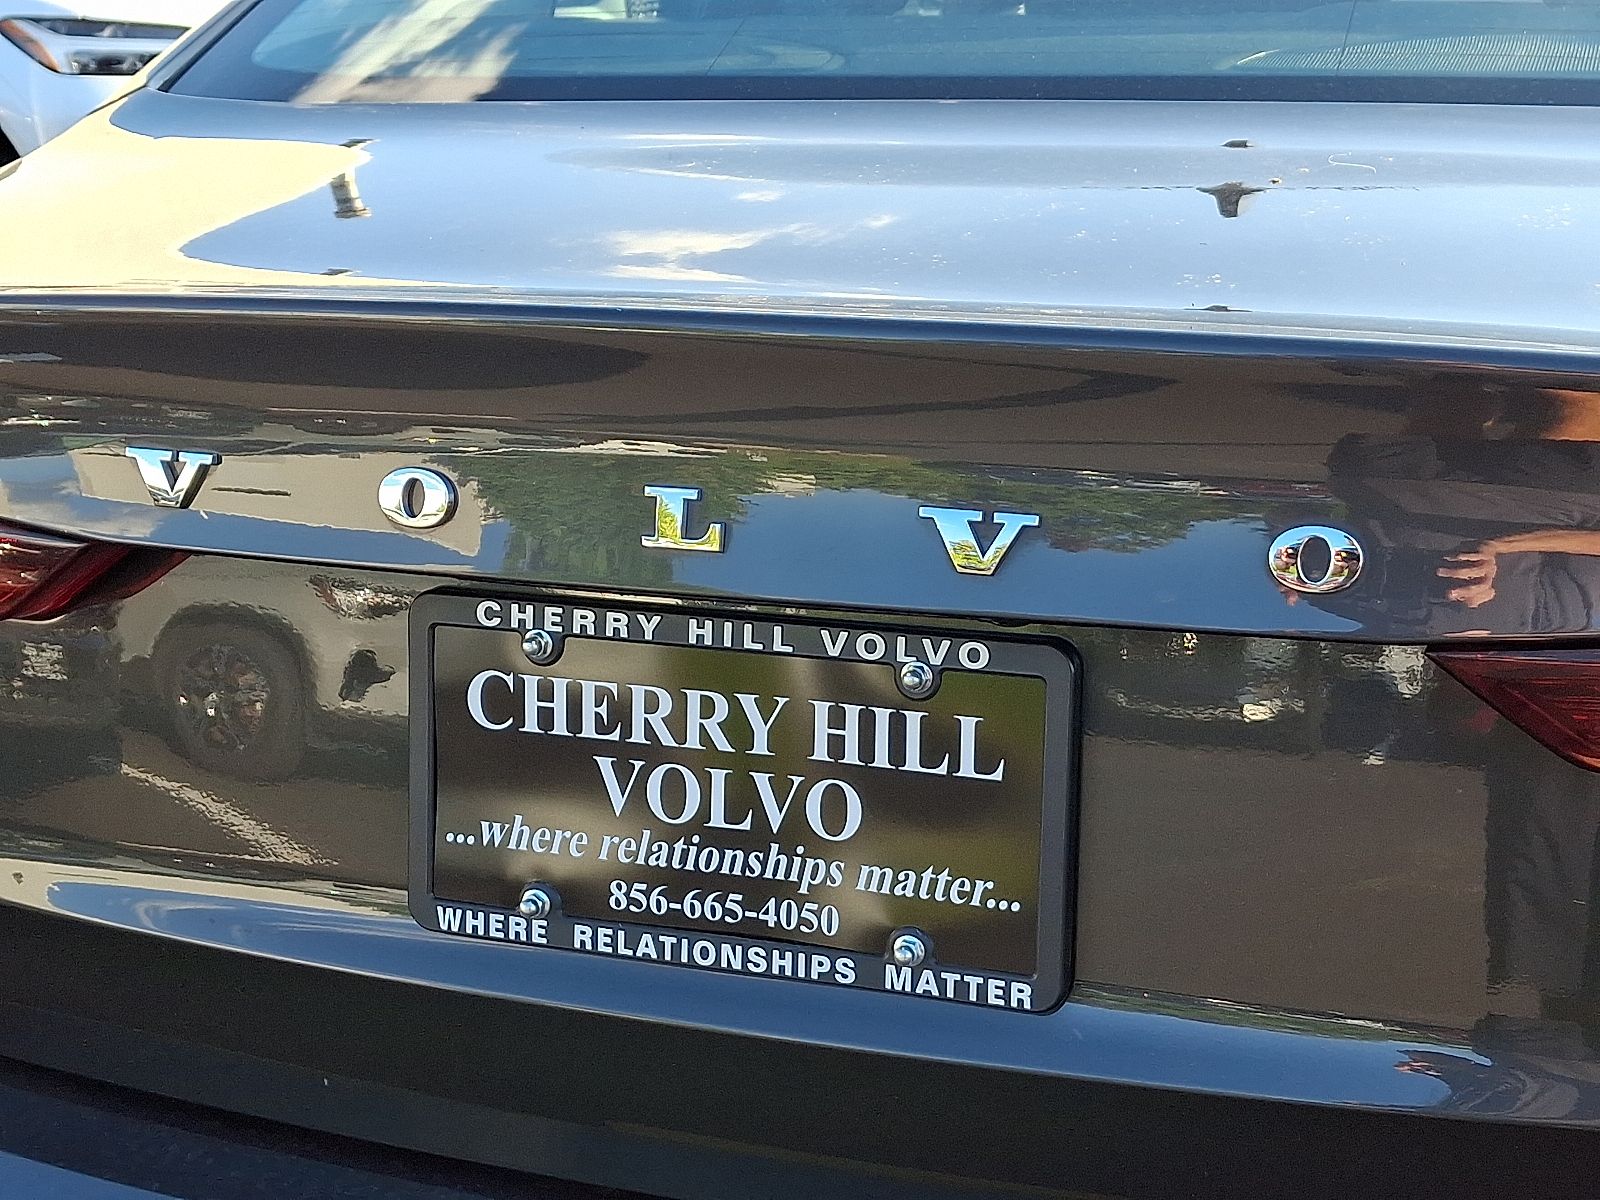 VOLVO
CHERRY HILL VOLVO
CHERRY HILL
VOLVO
...where relationships matter...
856-665-4050
WHERE RELATIONSHIPS MATTER